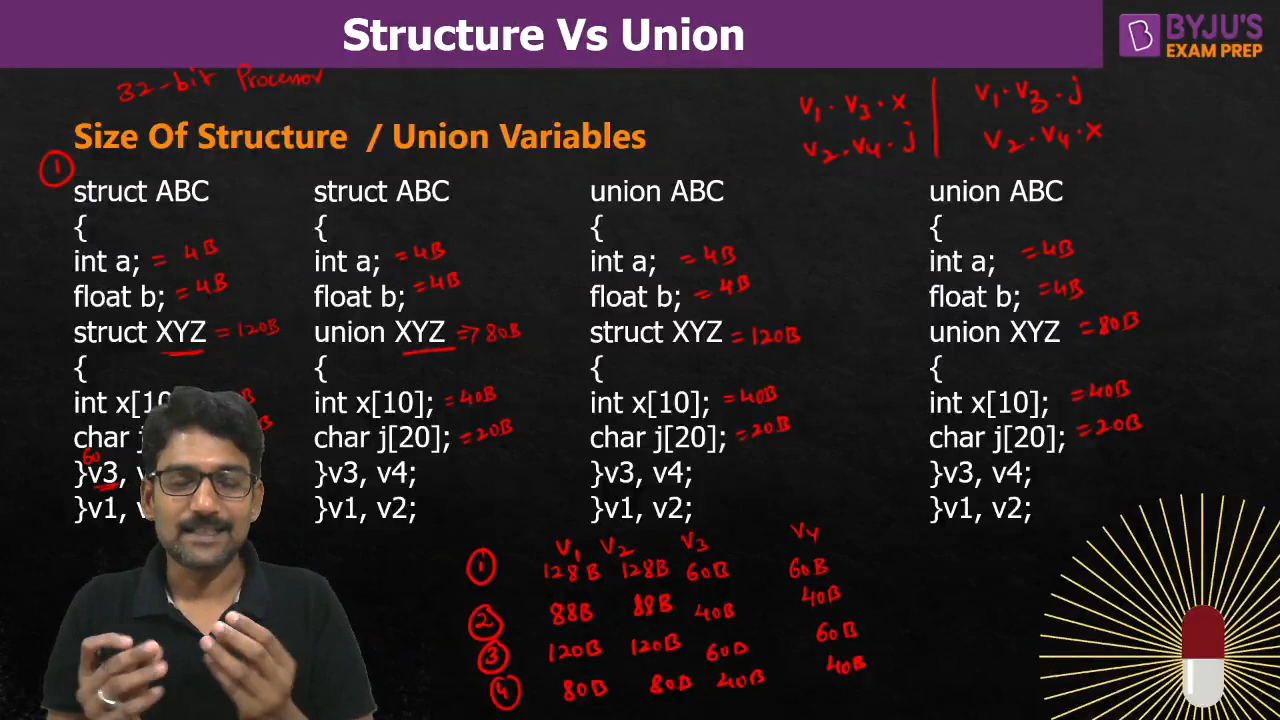 Structure Vs Union
BYJU'S
EXAM PREP
32-bit Processor
v1.v3.x
v2.v4.j
v1.v3.j
v2.v4.x
Size Of Structure / Union Variables
1
struct ABC
{
int a; = 4B
float b; = 4B
struct XYZ = 120B
{
int x[10
char j
60
}v3,
}v1,
struct ABC
{
int a; = 4B
float b; = 4B
union XYZ => 80B
{
int x[10]; = 40B
char j[20]; = 20B
}v3, v4;
}v1, v2;
union ABC
{
int a; = 4B
float b; = 4B
struct XYZ = 120B
{
int x[10]; = 40B
char j[20]; = 20B
}v3, v4;
}v1, v2;
union ABC
{
int a; = 4B
float b; = 4B
union XYZ = 80B
{
int x[10]; = 40B
char j[20]; = 20B
}v3, v4;
}v1, v2;
V1 V2 V3 V4
1 128B 128B 60B 60B
2 88B 88B 40B 40B
3 120B 120B 60B 60B
4 80B 80B 40B 40B